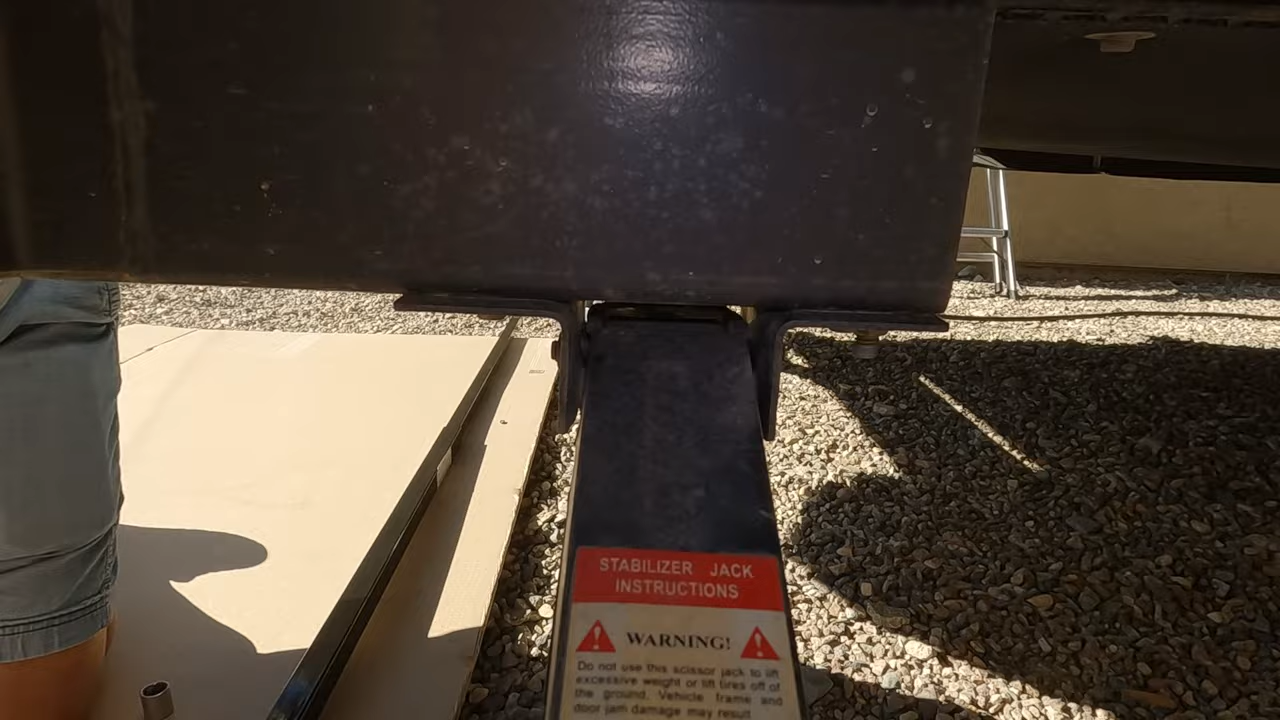 STABILIZER JACK
INSTRUCTIONS
WARNING!
Do not use this scissor jack to lift
excessive weight or lift tires off of
the ground. Vehicle frame and
door jam damage may result